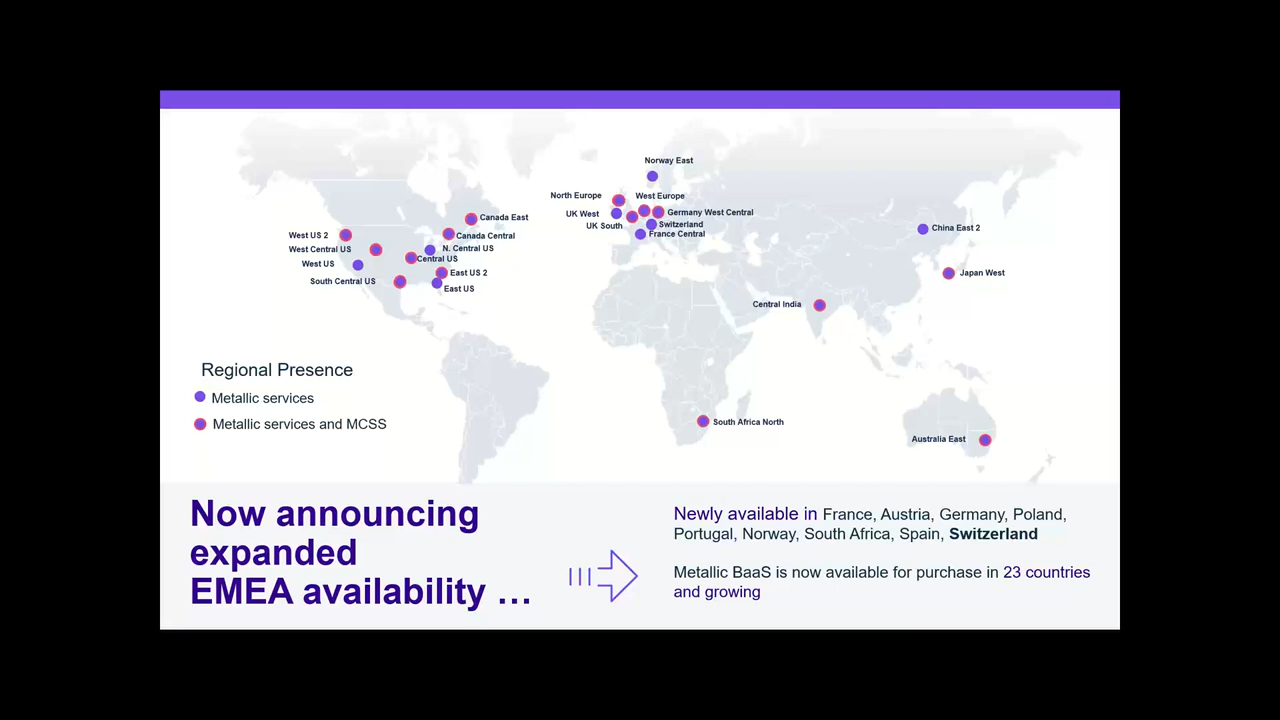 Norway East
North Europe
West Europe
UK West
Germany West Central
UK South
Switzerland
France Central
Canada East
West US 2
Canada Central
West Central US
N. Central US
Central US
West US
East US 2
South Central US
East US
China East 2
Japan West
Central India
South Africa North
Australia East
Regional Presence
Metallic services
Metallic services and MCSS
Now announcing
expanded
EMEA availability …
Newly available in France, Austria, Germany, Poland,
Portugal, Norway, South Africa, Spain, Switzerland
Metallic BaaS is now available for purchase in 23 countries
and growing